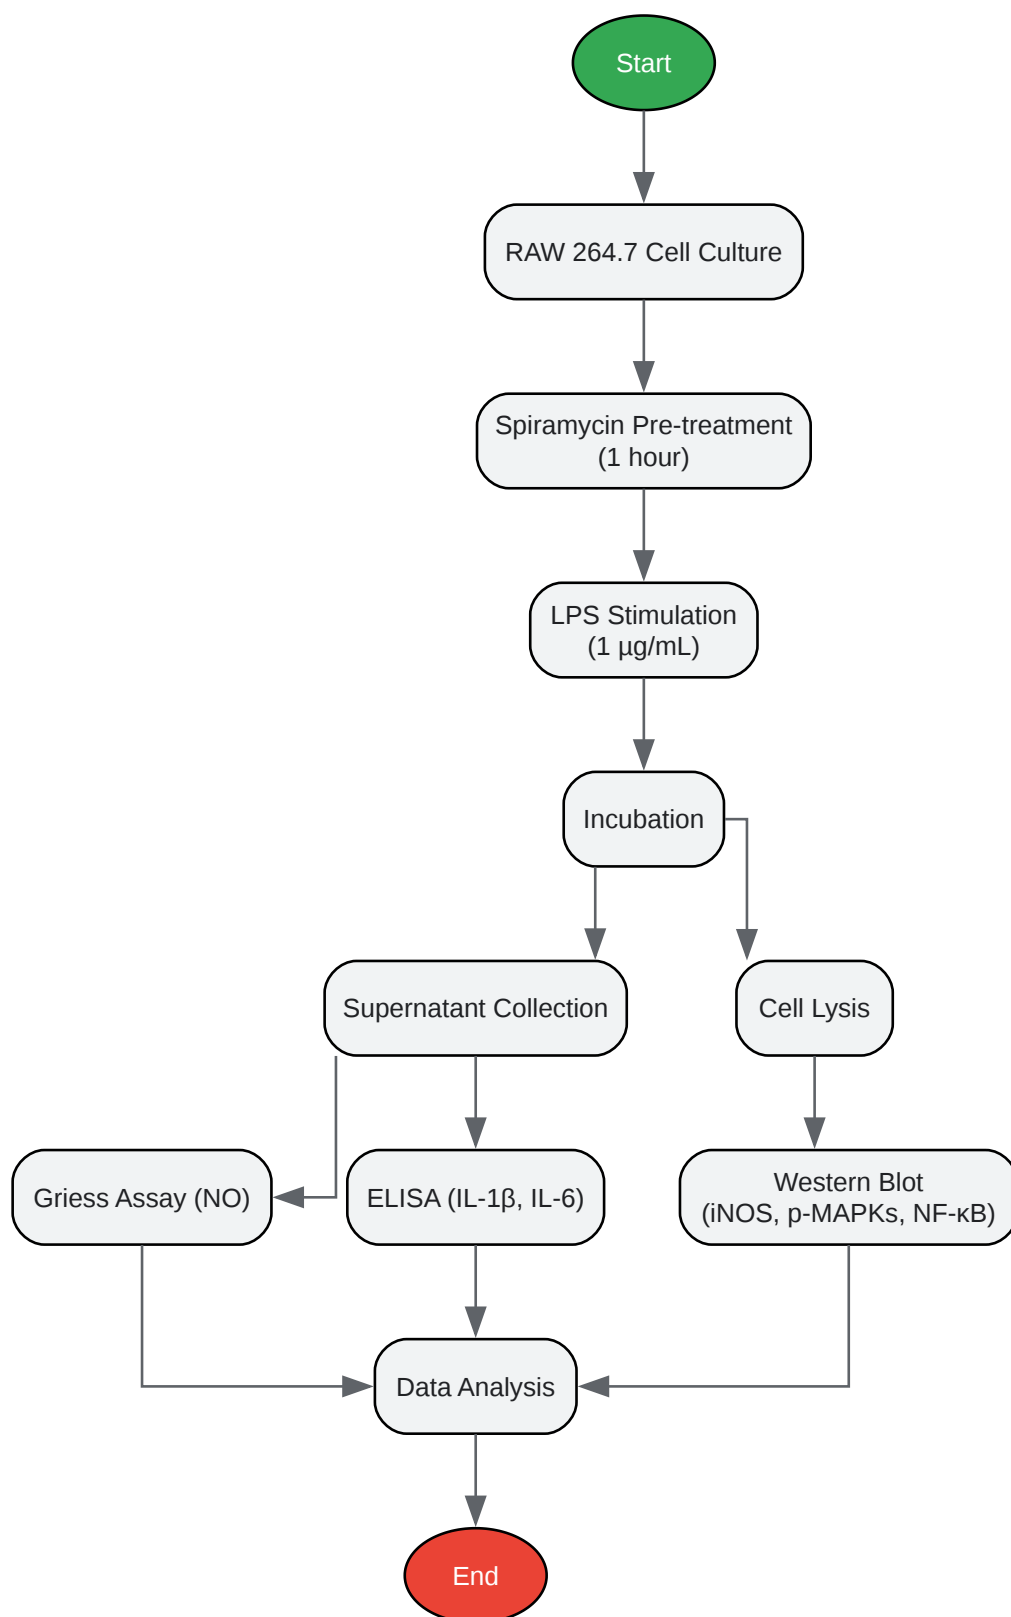 Start
RAW 264.7 Cell Culture
Spiramycin Pre-treatment
(1 hour)
LPS Stimulation
(1 µg/mL)
Incubation
Supernatant Collection
Cell Lysis
Griess Assay (NO)
ELISA (IL-1β, IL-6)
Western Blot
(iNOS, p-MAPKs, NF-κB)
Data Analysis
End